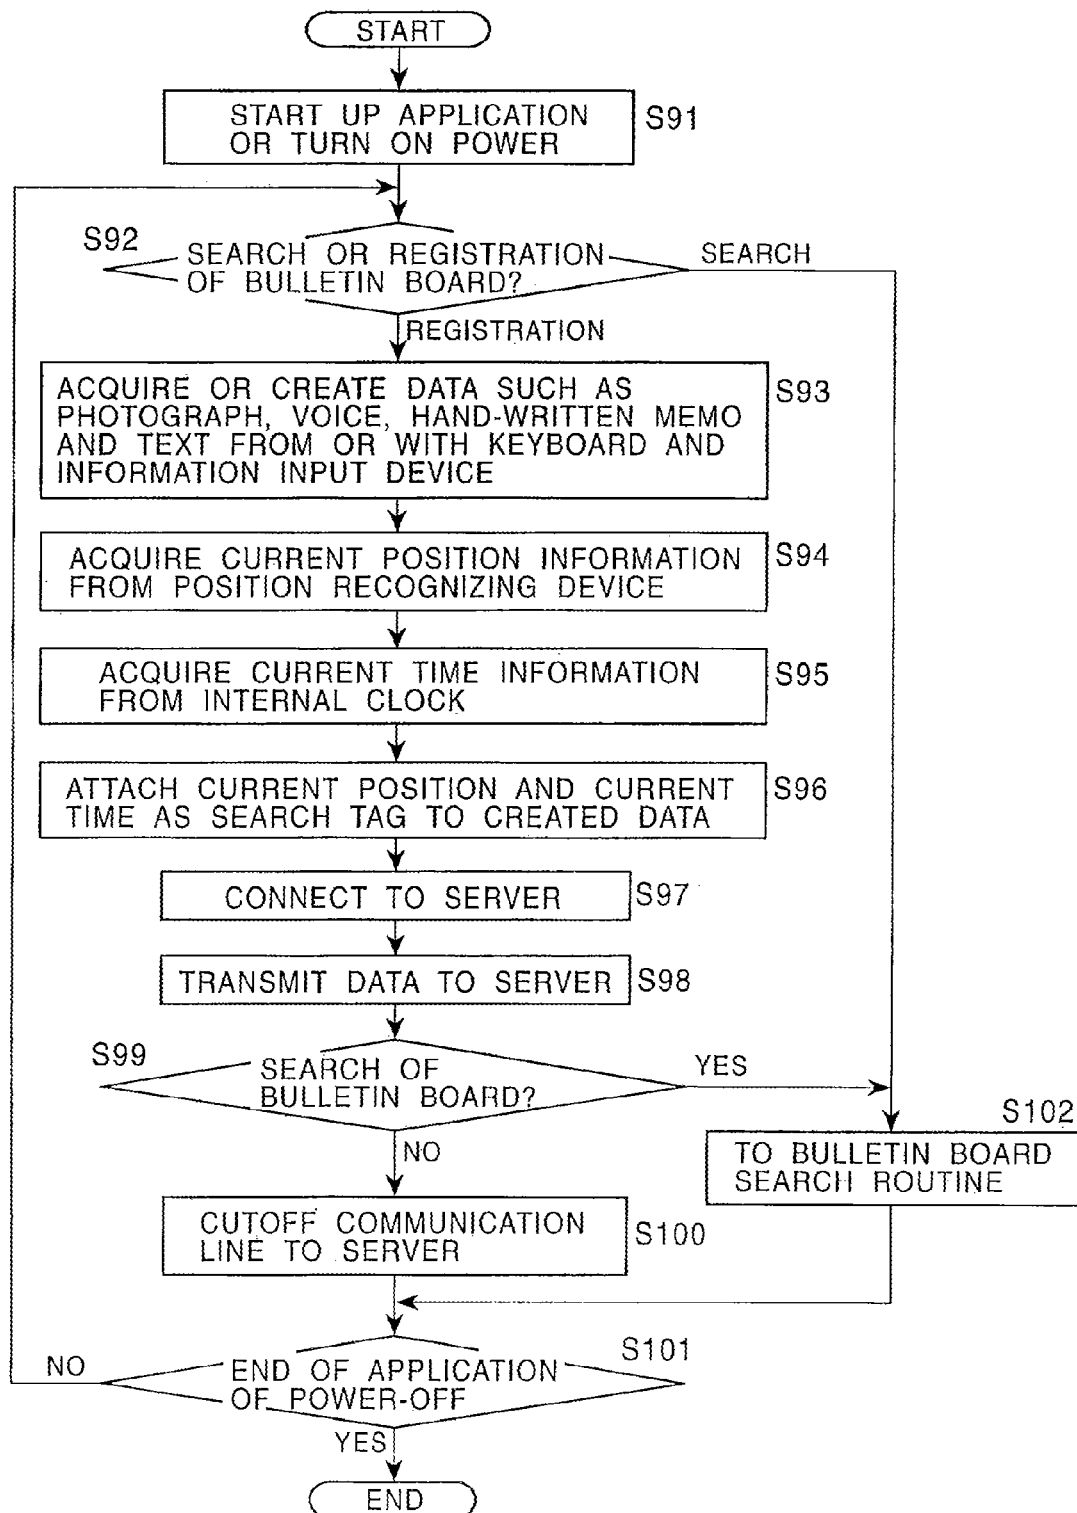 START
START UP APPLICATION
OR TURN ON POWER
S91
S92
SEARCH OR REGISTRATION
OF BULLETIN BOARD?
SEARCH
REGISTRATION
ACQUIRE OR CREATE DATA SUCH AS
PHOTOGRAPH, VOICE, HAND-WRITTEN MEMO
AND TEXT FROM OR WITH KEYBOARD AND
INFORMATION INPUT DEVICE
S93
ACQUIRE CURRENT POSITION INFORMATION
FROM POSITION RECOGNIZING DEVICE
S94
ACQUIRE CURRENT TIME INFORMATION
FROM INTERNAL CLOCK
S95
ATTACH CURRENT POSITION AND CURRENT
TIME AS SEARCH TAG TO CREATED DATA
S96
CONNECT TO SERVER
S97
TRANSMIT DATA TO SERVER
S98
S99
SEARCH OF
BULLETIN BOARD?
YES
NO
S102
TO BULLETIN BOARD
SEARCH ROUTINE
CUTOFF COMMUNICATION
LINE TO SERVER
S100
S101
END OF APPLICATION
OF POWER-OFF
NO
YES
END